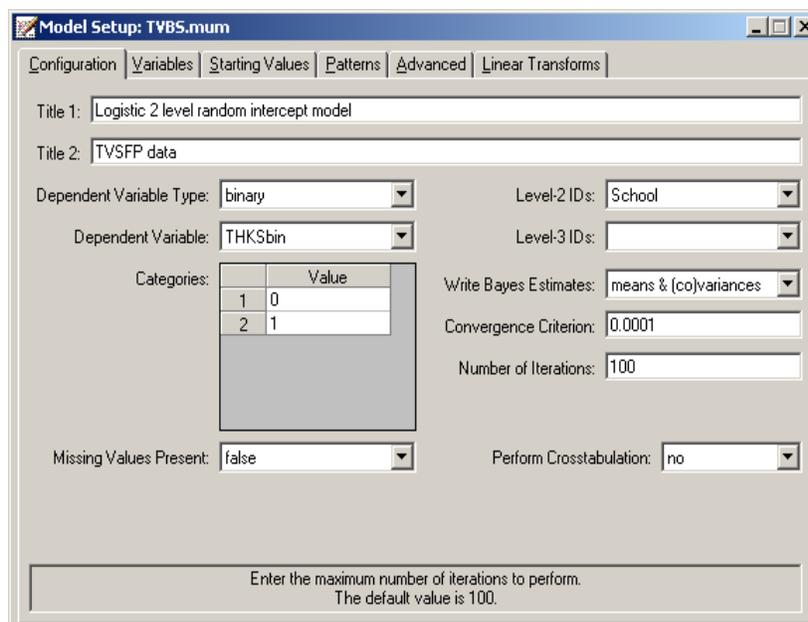 Model Setup: TVBS.mum
Configuration Variables Starting Values Patterns Advanced Linear Transforms
Title 1: Logistic 2 level random intercept model
Title 2: TVSFP data
Dependent Variable Type: binary
Level-2 IDs: School
Dependent Variable: THKSbin
Level-3 IDs:
Categories:
Value
1 0
2 1
Write Bayes Estimates: means & (co)variances
Convergence Criterion: 0.0001
Number of Iterations: 100
Missing Values Present: false
Perform Crosstabulation: no
Enter the maximum number of iterations to perform.
The default value is 100.